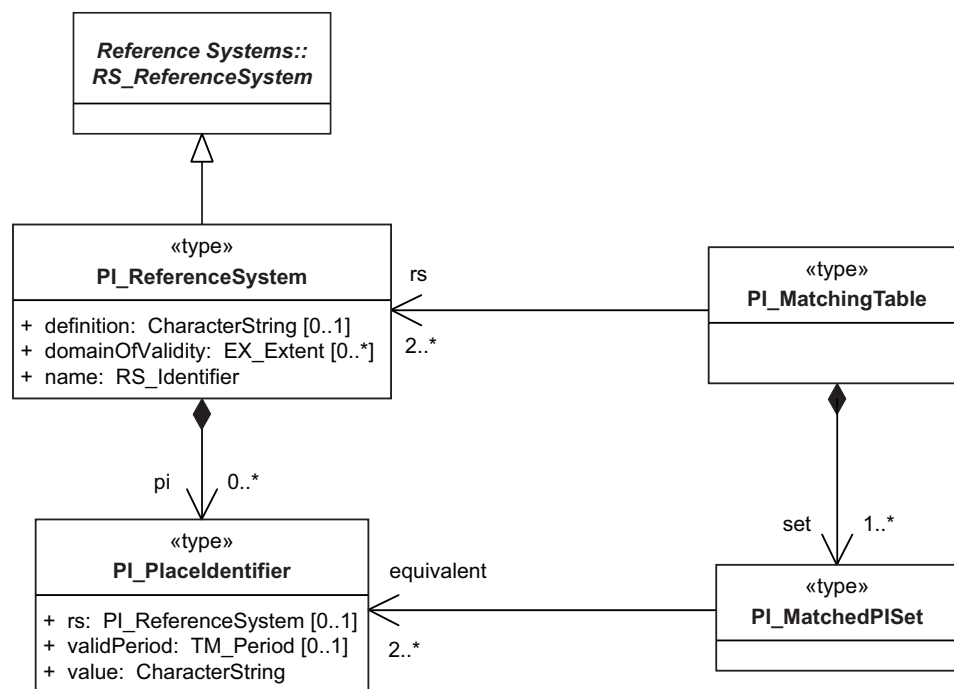 Reference Systems::
RS_ReferenceSystem
«type»
PI_ReferenceSystem
+ definition: CharacterString [0..1]
+ domainOfValidity: EX_Extent [0..*]
+ name: RS_Identifier
rs
2..*
«type»
PI_MatchingTable
pi
0..*
set
1..*
«type»
PI_PlaceIdentifier
+ rs: PI_ReferenceSystem [0..1]
+ validPeriod: TM_Period [0..1]
+ value: CharacterString
equivalent
2..*
«type»
PI_MatchedPISet